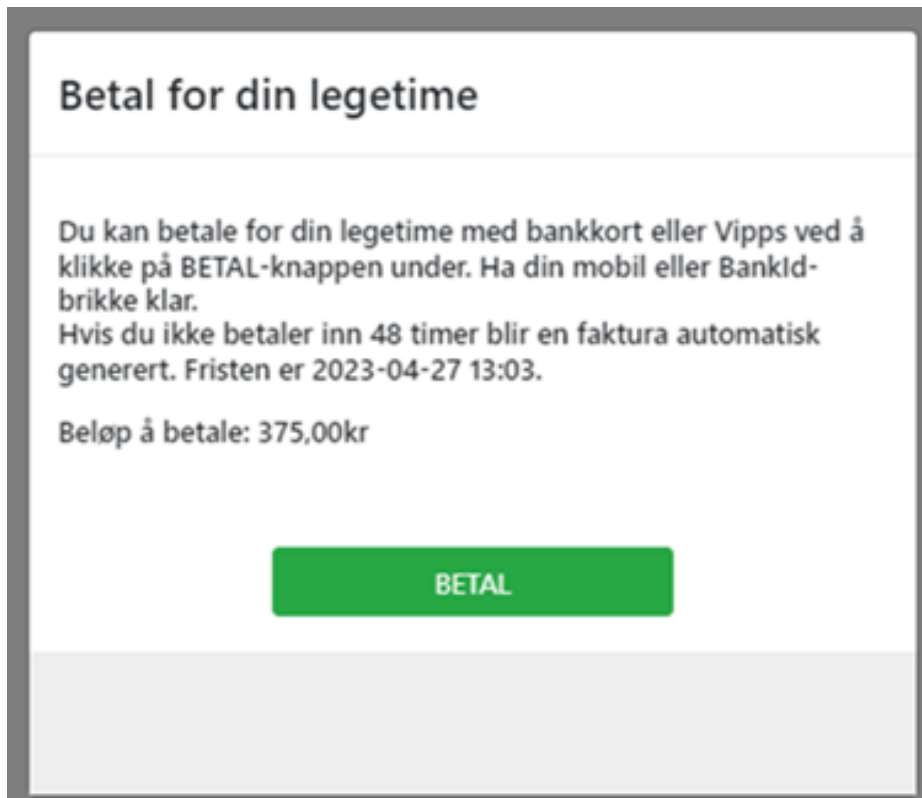 Betal for din legetime
Du kan betale for din legetime med bankkort eller Vipps ved å
klikke på BETAL-knappen under. Ha din mobil eller BankId-
brikke klar.
Hvis du ikke betaler inn 48 timer blir en faktura automatisk
generert. Fristen er 2023-04-27 13:03.
Beløp å betale: 375,00kr
BETAL